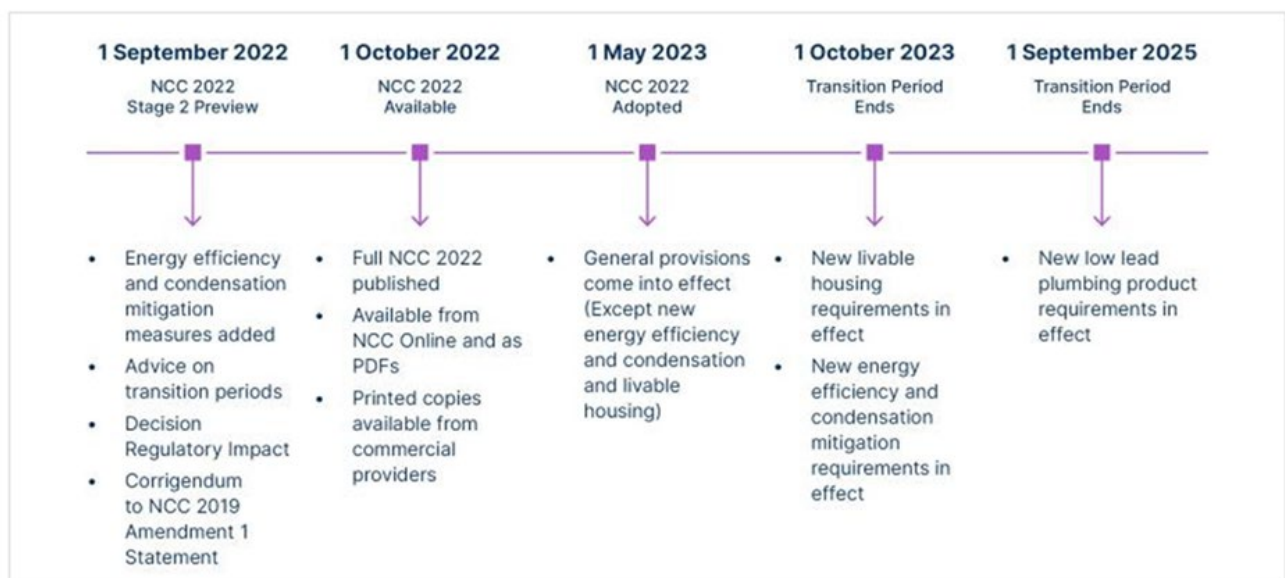 1 September 2022
NCC 2022
Stage 2 Preview
1 October 2022
NCC 2022
Available
1 May 2023
NCC 2022
Adopted
1 October 2023
Transition Period
Ends
1 September 2025
Transition Period
Ends
• Energy efficiency
and condensation
mitigation
measures added
• Advice on
transition periods
• Decision
Regulatory Impact
• Corrigendum
to NCC 2019
Amendment 1
Statement
• Full NCC 2022
published
• Available from
NCC Online and as
PDFs
• Printed copies
available from
commercial
providers
• General provisions
come into effect
(Except new
energy efficiency
and condensation
and livable
housing)
• New livable
housing
requirements in
effect
• New energy
efficiency and
condensation
mitigation
requirements in
effect
• New low lead
plumbing product
requirements in
effect